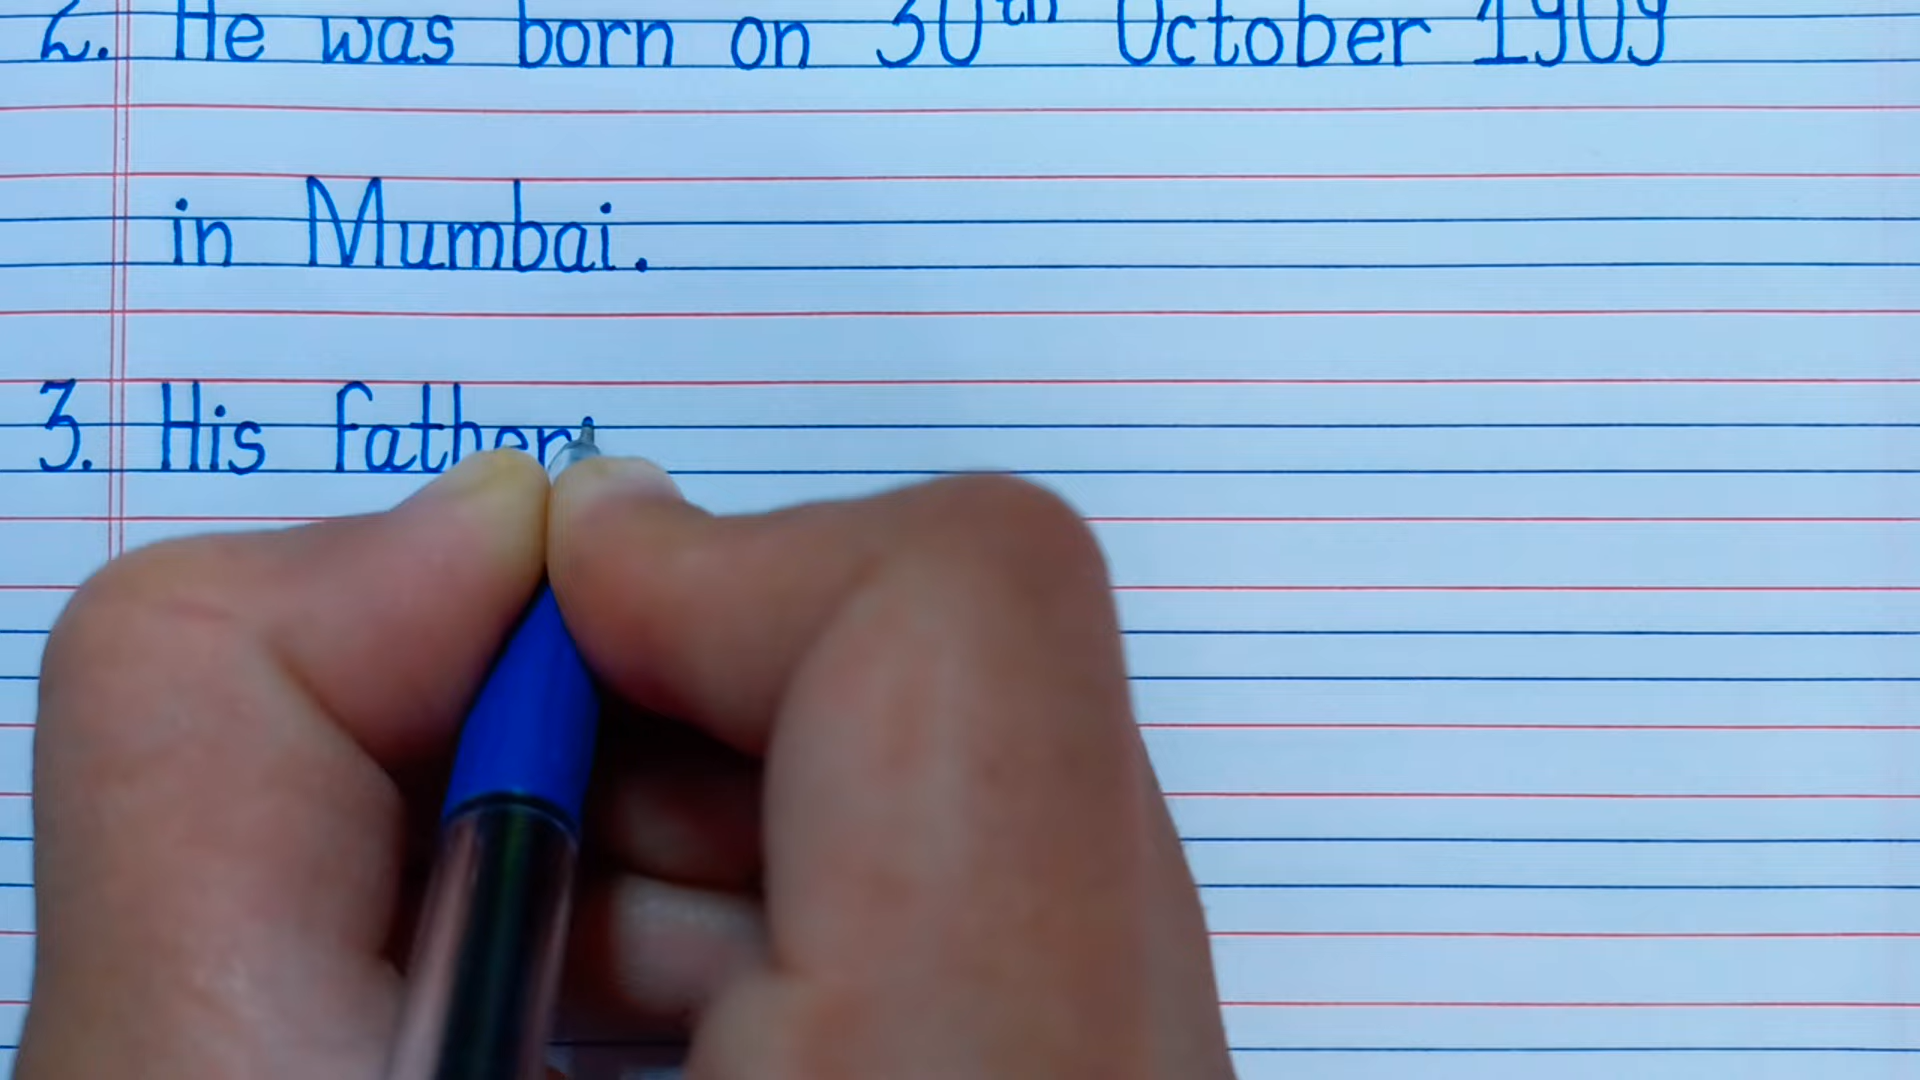 2. He was born on 30th October 1909
in Mumbai.
3. His father